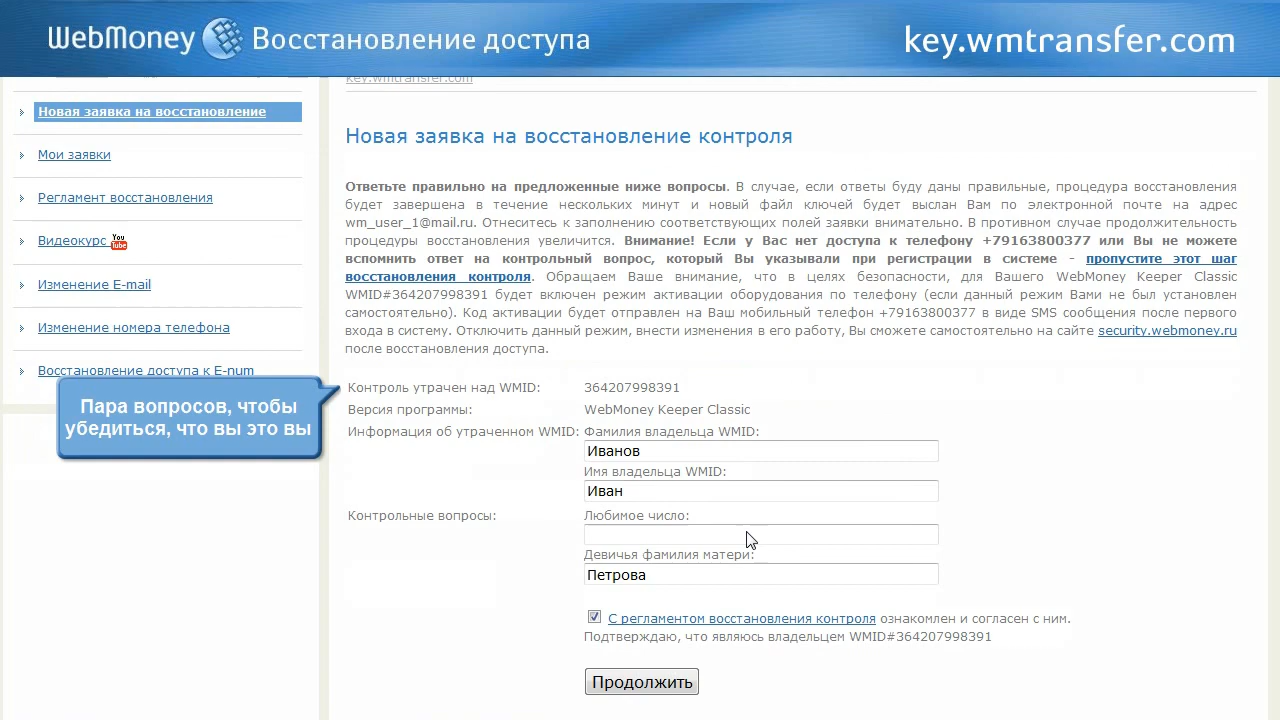 WebMoney Восстановление доступа
key.wmtransfer.com
key.wmtransfer.com
Новая заявка на восстановление
Мои заявки
Регламент восстановления
Видеокурс You Tube
Изменение E-mail
Изменение номера телефона
Восстановление доступа к E-num
Пара вопросов, чтобы
убедиться, что вы это вы
Новая заявка на восстановление контроля
Ответьте правильно на предложенные ниже вопросы. В случае, если ответы буду даны правильные, процедура восстановления
будет завершена в течение нескольких минут и новый файл ключей будет выслан Вам по электронной почте на адрес
wm_user_1@mail.ru. Отнеситесь к заполнению соответствующих полей заявки внимательно. В противном случае продолжительность
процедуры восстановления увеличится. Внимание! Если у Вас нет доступа к телефону +79163800377 или Вы не можете
вспомнить ответ на контрольный вопрос, который Вы указывали при регистрации в системе - пропустите этот шаг
восстановления контроля. Обращаем Ваше внимание, что в целях безопасности, для Вашего WebMoney Keeper Classic
WMID#364207998391 будет включен режим активации оборудования по телефону (если данный режим Вами не был установлен
самостоятельно). Код активации будет отправлен на Ваш мобильный телефон +79163800377 в виде SMS сообщения после первого
входа в систему. Отключить данный режим, внести изменения в его работу, Вы сможете самостоятельно на сайте security.webmoney.ru
после восстановления доступа.
Контроль утрачен над WMID: 364207998391
Версия программы: WebMoney Keeper Classic
Информация об утраченном WMID: Фамилия владельца WMID:
Иванов
Имя владельца WMID:
Иван
Контрольные вопросы: Любимое число:
Девичья фамилия матери:
Петрова
С регламентом восстановления контроля ознакомлен и согласен с ним.
Подтверждаю, что являюсь владельцем WMID#364207998391
Продолжить